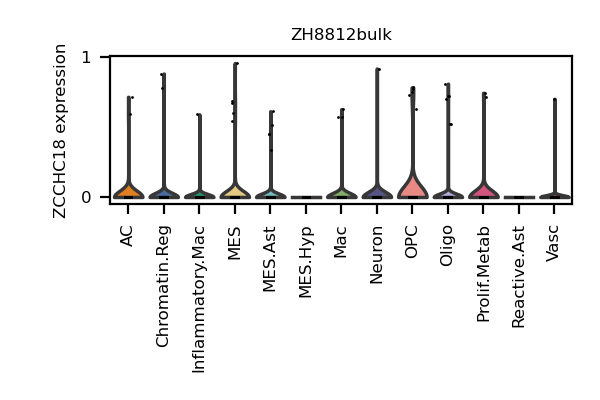 ZH8812bulk
ZCCHC18 expression
1
0
AC
Chromatin.Reg
Inflammatory.Mac
MES
MES.Ast
MES.Hyp
Mac
Neuron
OPC
Oligo
Prolif.Metab
Reactive.Ast
Vasc